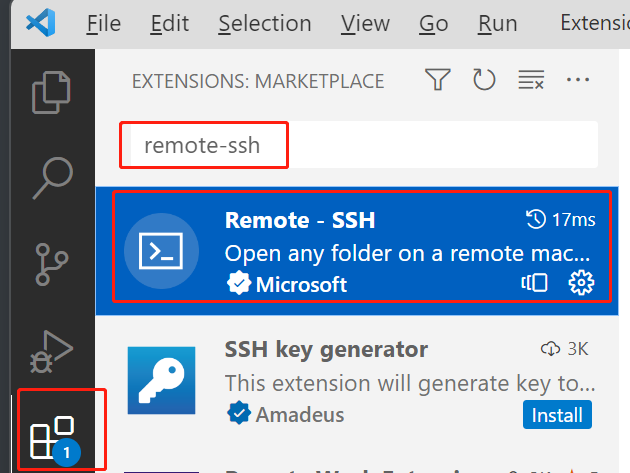 File Edit Selection View Go Run Extensi
EXTENSIONS: MARKETPLACE
remote-ssh
Remote - SSH 17ms
Open any folder on a remote mac...
Microsoft
SSH key generator 3K
This extension will generate key to...
Amadeus Install
1